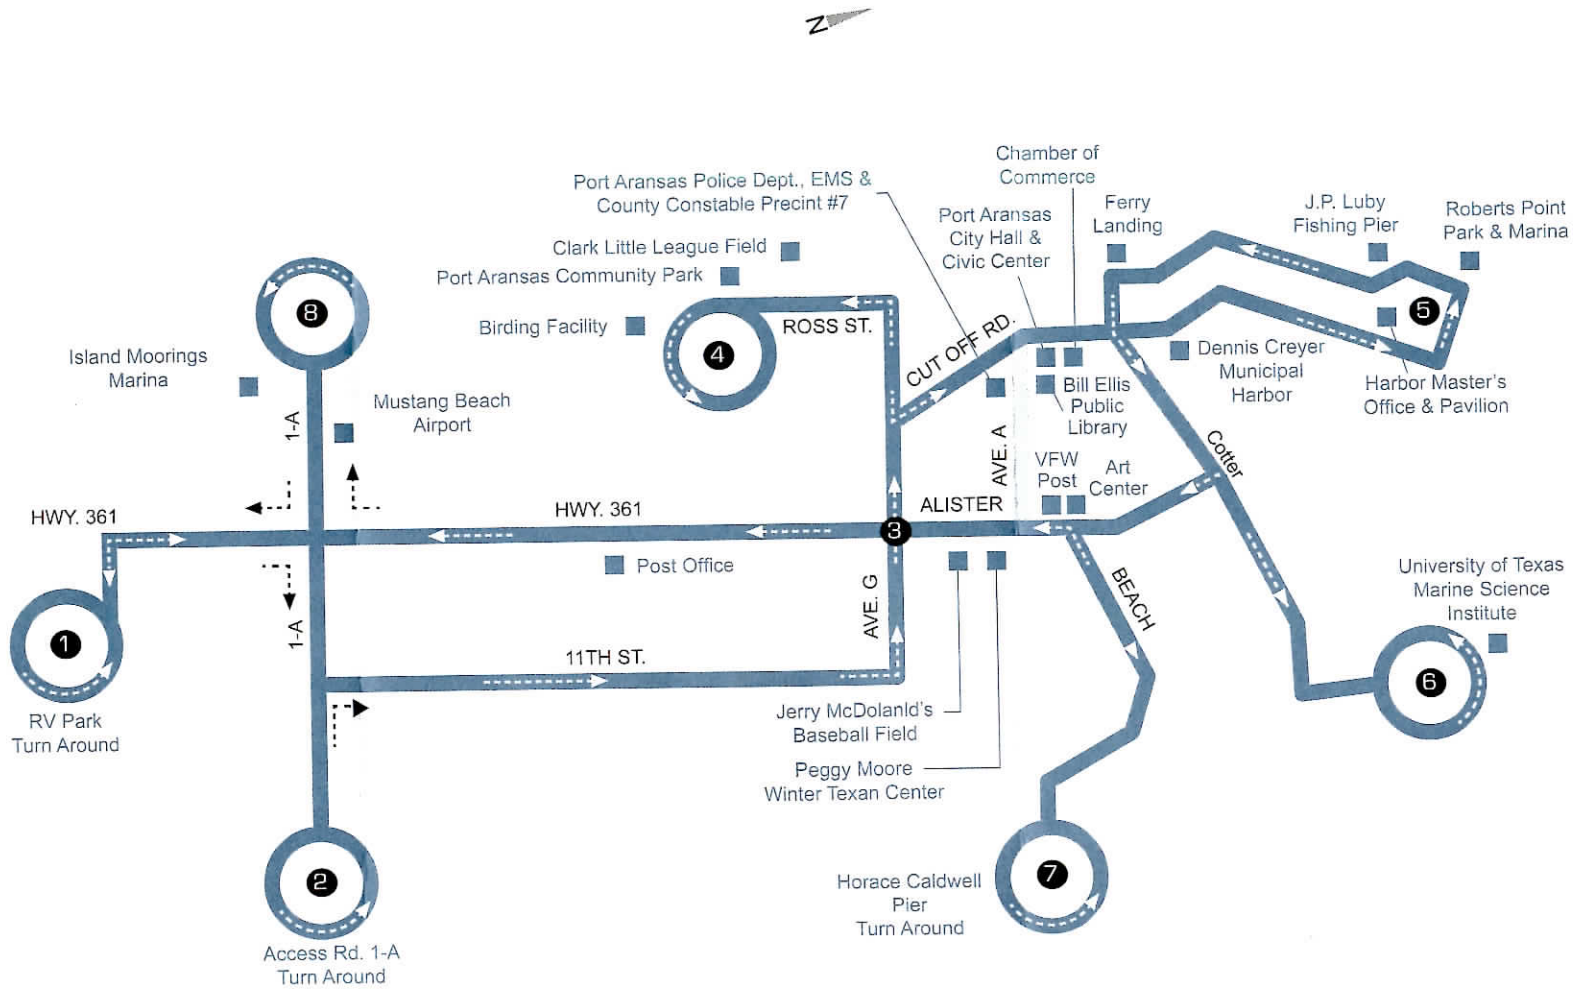 N
Chamber of
Commerce
Port Aransas Police Dept., EMS &
County Constable Precint #7
Ferry
Landing
J.P. Luby
Fishing Pier
Roberts Point
Park & Marina
Port Aransas
City Hall &
Civic Center
Clark Little League Field
Port Aransas Community Park
Birding Facility
ROSS ST.
CUT OFF RD.
8
4
5
Island Moorings
Marina
Mustang Beach
Airport
1-A
Dennis Creyer
Municipal
Harbor
Harbor Master's
Office & Pavilion
Bill Ellis
Public
Library
AVE. A
Cotter
VFW
Post
Art
Center
HWY. 361
HWY. 361
ALISTER
3
Post Office
AVE. G
BEACH
University of Texas
Marine Science
Institute
1
1-A
11TH ST.
6
RV Park
Turn Around
Jerry McDolanld's
Baseball Field
Peggy Moore
Winter Texan Center
2
7
Horace Caldwell
Pier
Turn Around
Access Rd. 1-A
Turn Around